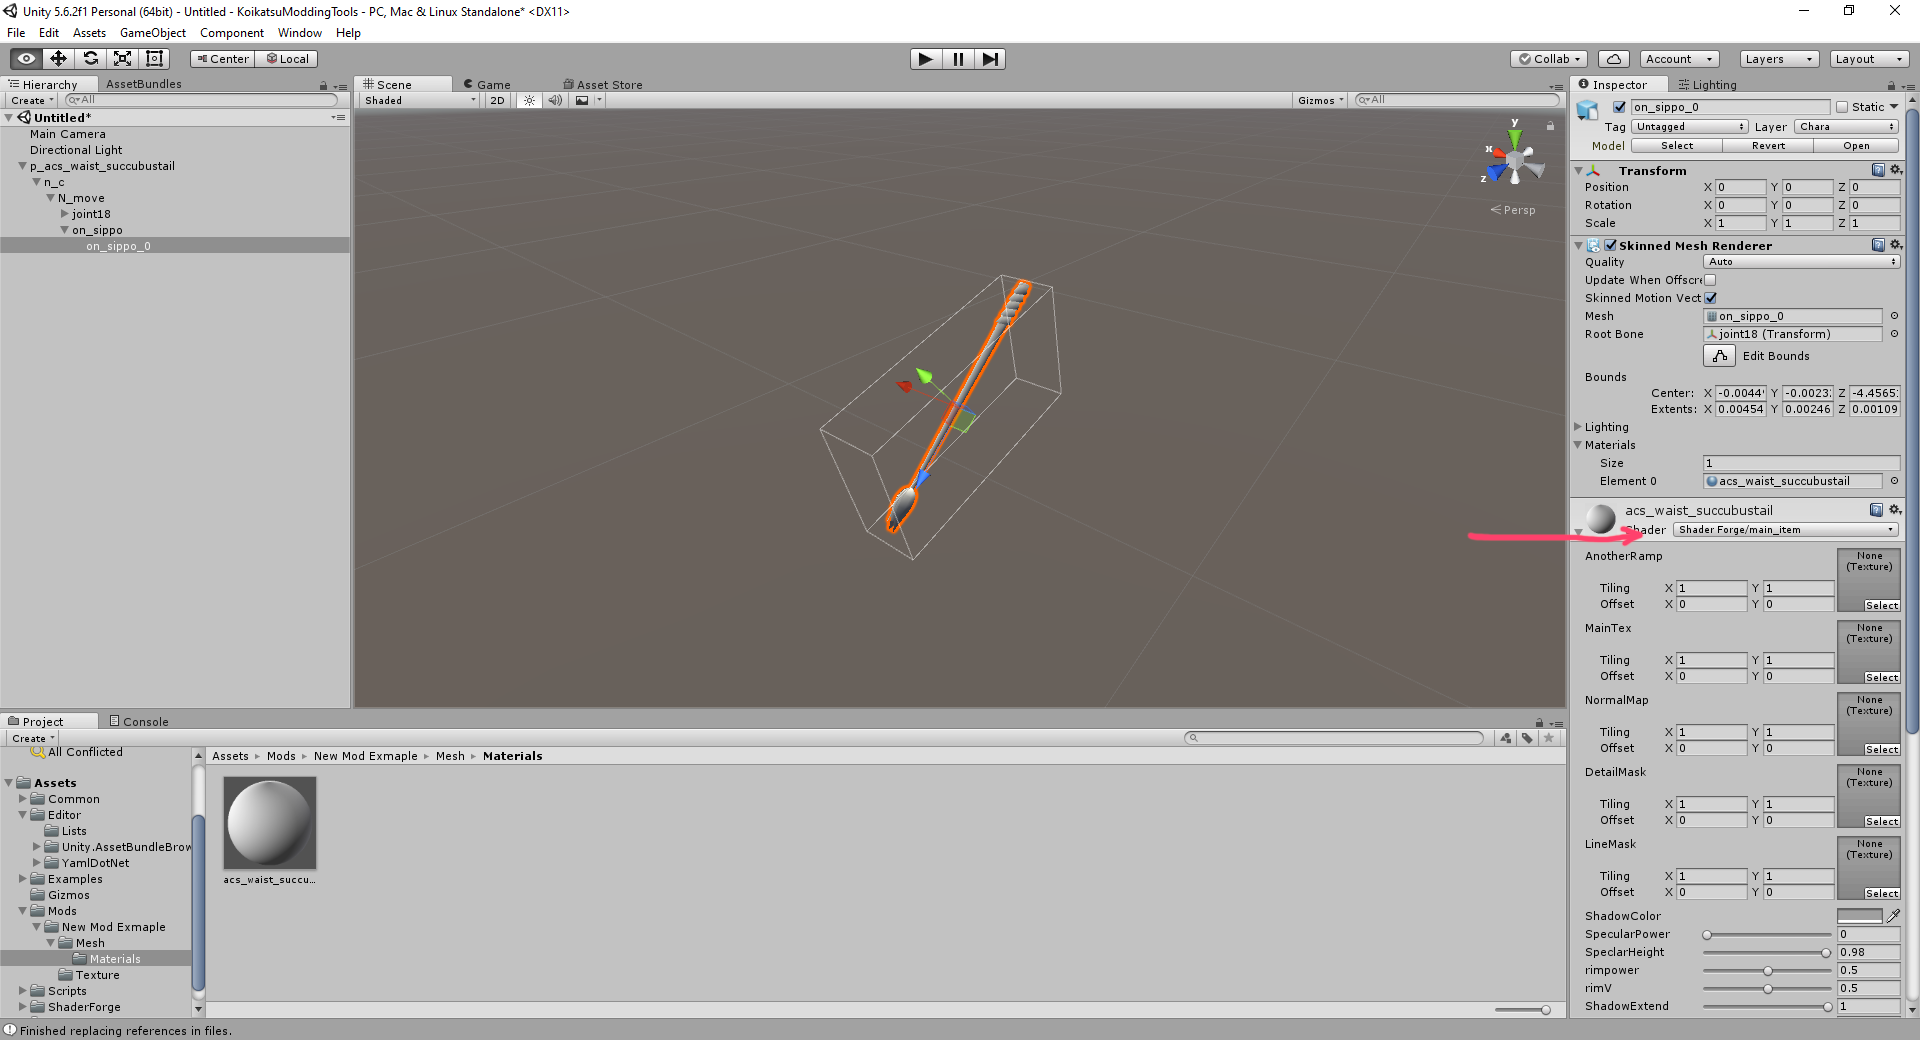 Unity 5.6.2f1 Personal (64bit) - Untitled - KoikatsuModdingTools - PC, Mac & Linux Standalone* <DX11>
File Edit Assets GameObject Component Window Help
Center Local
Collab Account Layers Layout
Hierarchy AssetBundles
Create All
Untitled*
Main Camera
Directional Light
p_acs_waist_succubustail
n_c
N_move
joint18
on_sippo
on_sippo_0
Scene Game Asset Store
Shaded 2D Gizmos All
y
x
z
Persp
Inspector Lighting
on_sippo_0 Static
Tag Untagged Layer Chara
Model Select Revert Open
Transform
Position X 0 Y 0 Z 0
Rotation X 0 Y 0 Z 0
Scale X 1 Y 1 Z 1
Skinned Mesh Renderer
Quality Auto
Update When Offscre
Skinned Motion Vect
Mesh on_sippo_0
Root Bone joint18 (Transform)
Edit Bounds
Bounds
Center: X -0.0044 Y -0.0023 Z -4.4565
Extents: X 0.00454 Y 0.00246 Z 0.00109
Lighting
Materials
Size 1
Element 0 acs_waist_succubustail
acs_waist_succubustail
Shader Shader Forge/main_item
AnotherRamp None (Texture)
Tiling X 1 Y 1
Offset X 0 Y 0 Select
MainTex None (Texture)
Tiling X 1 Y 1
Offset X 0 Y 0 Select
NormalMap None (Texture)
Tiling X 1 Y 1
Offset X 0 Y 0 Select
DetailMask None (Texture)
Tiling X 1 Y 1
Offset X 0 Y 0 Select
LineMask None (Texture)
Tiling X 1 Y 1
Offset X 0 Y 0 Select
ShadowColor
SpecularPower 0
SpeclarHeight 0.98
rimpower 0.5
rimV 0.5
ShadowExtend 1
Project Console
Create
All Conflicted
Assets
Common
Editor
Lists
Unity.AssetBundleBrow
YamlDotNet
Examples
Gizmos
Mods
New Mod Exmaple
Mesh
Materials
Texture
Scripts
ShaderForge
Assets ▸ Mods ▸ New Mod Exmaple ▸ Mesh ▸ Materials
acs_waist_succu...
Finished replacing references in files.